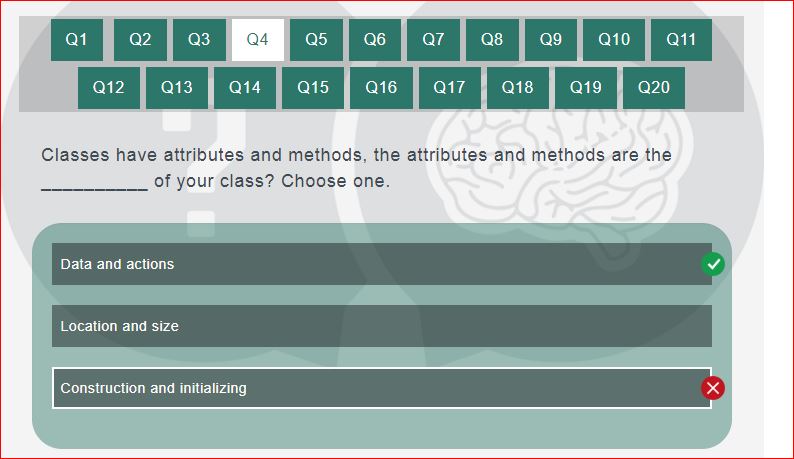 Q1 Q2 Q3 Q4 Q5 Q6 Q7 Q8 Q9 Q10 Q11
Q12 Q13 Q14 Q15 Q16 Q17 Q18 Q19 Q20
Classes have attributes and methods, the attributes and methods are the
__________ of your class? Choose one.
Data and actions
Location and size
Construction and initializing